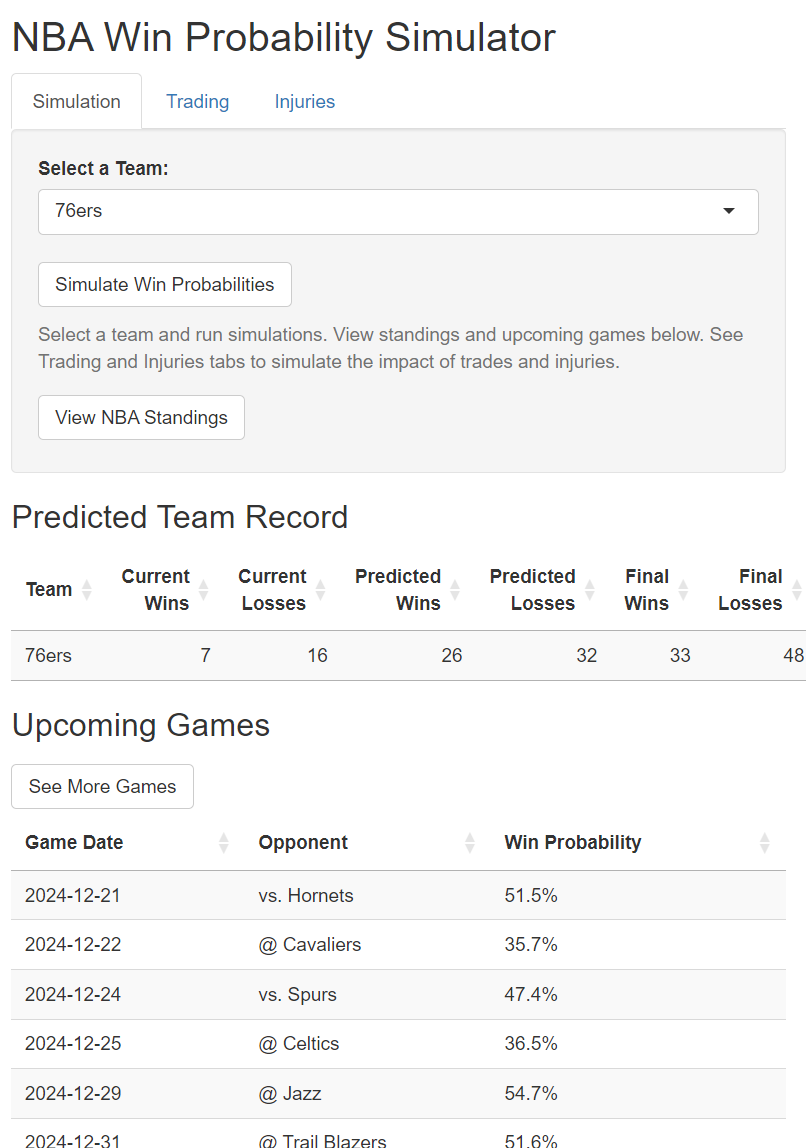 NBA Win Probability Simulator
Simulation Trading Injuries
Select a Team:
76ers
Simulate Win Probabilities
Select a team and run simulations. View standings and upcoming games below. See
Trading and Injuries tabs to simulate the impact of trades and injuries.
View NBA Standings
Predicted Team Record
Team Current Wins Current Losses Predicted Wins Predicted Losses Final Wins Final Losses
76ers 7 16 26 32 33 48
Upcoming Games
See More Games
Game Date Opponent Win Probability
2024-12-21 vs. Hornets 51.5%
2024-12-22 @ Cavaliers 35.7%
2024-12-24 vs. Spurs 47.4%
2024-12-25 @ Celtics 36.5%
2024-12-29 @ Jazz 54.7%
2024-12-31 @ Trail Blazers 51.6%